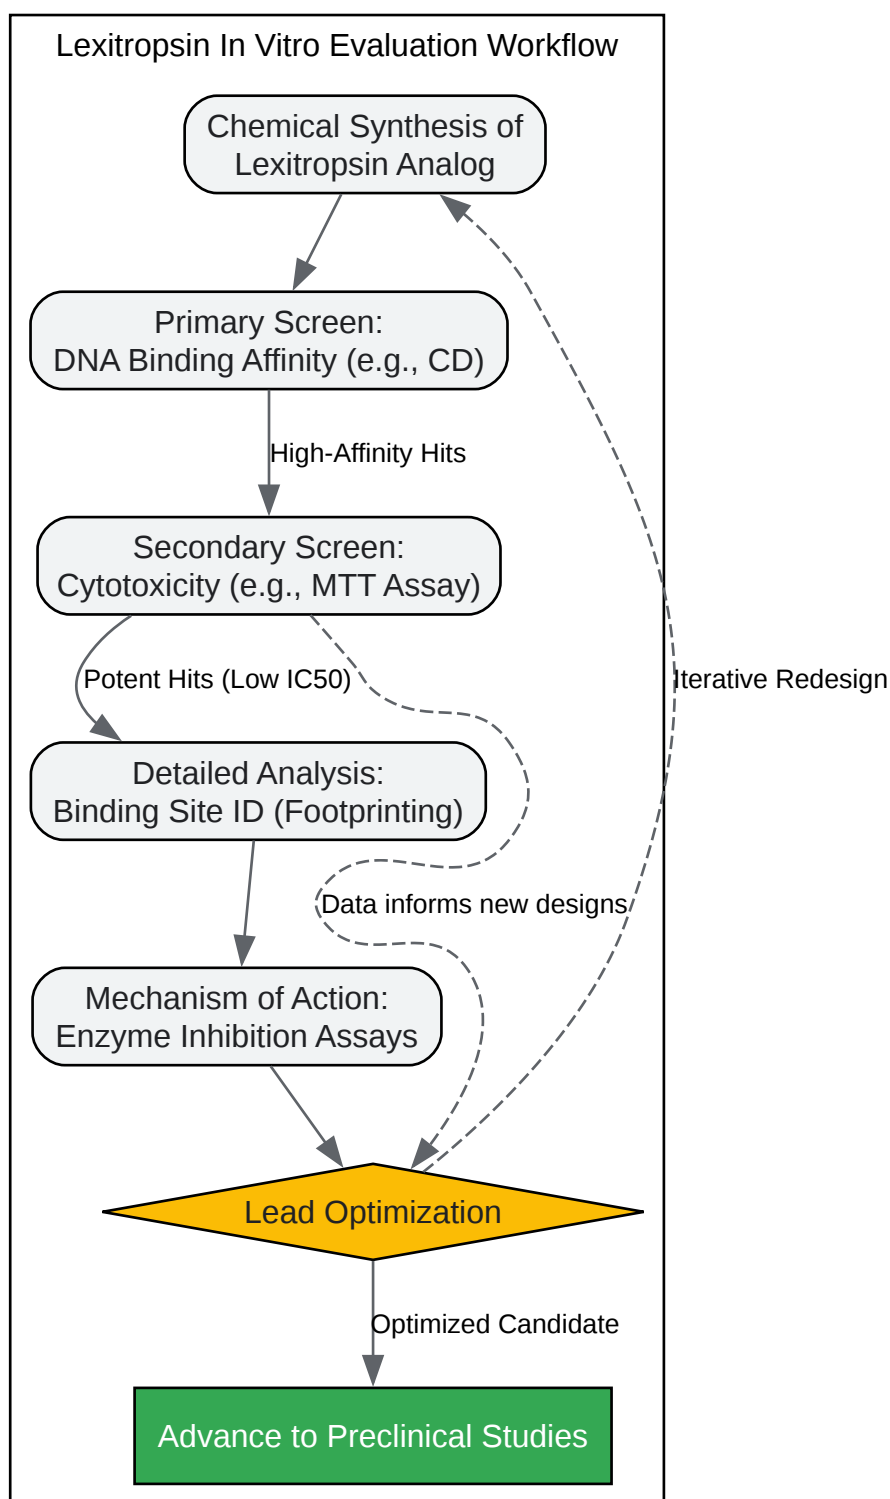 Lexitropsin In Vitro Evaluation Workflow
Chemical Synthesis of
Lexitropsin Analog
Primary Screen:
DNA Binding Affinity (e.g., CD)
High-Affinity Hits
Secondary Screen:
Cytotoxicity (e.g., MTT Assay)
Potent Hits (Low IC50)
Iterative Redesign
Detailed Analysis:
Binding Site ID (Footprinting)
Data informs new designs
Mechanism of Action:
Enzyme Inhibition Assays
Lead Optimization
Optimized Candidate
Advance to Preclinical Studies